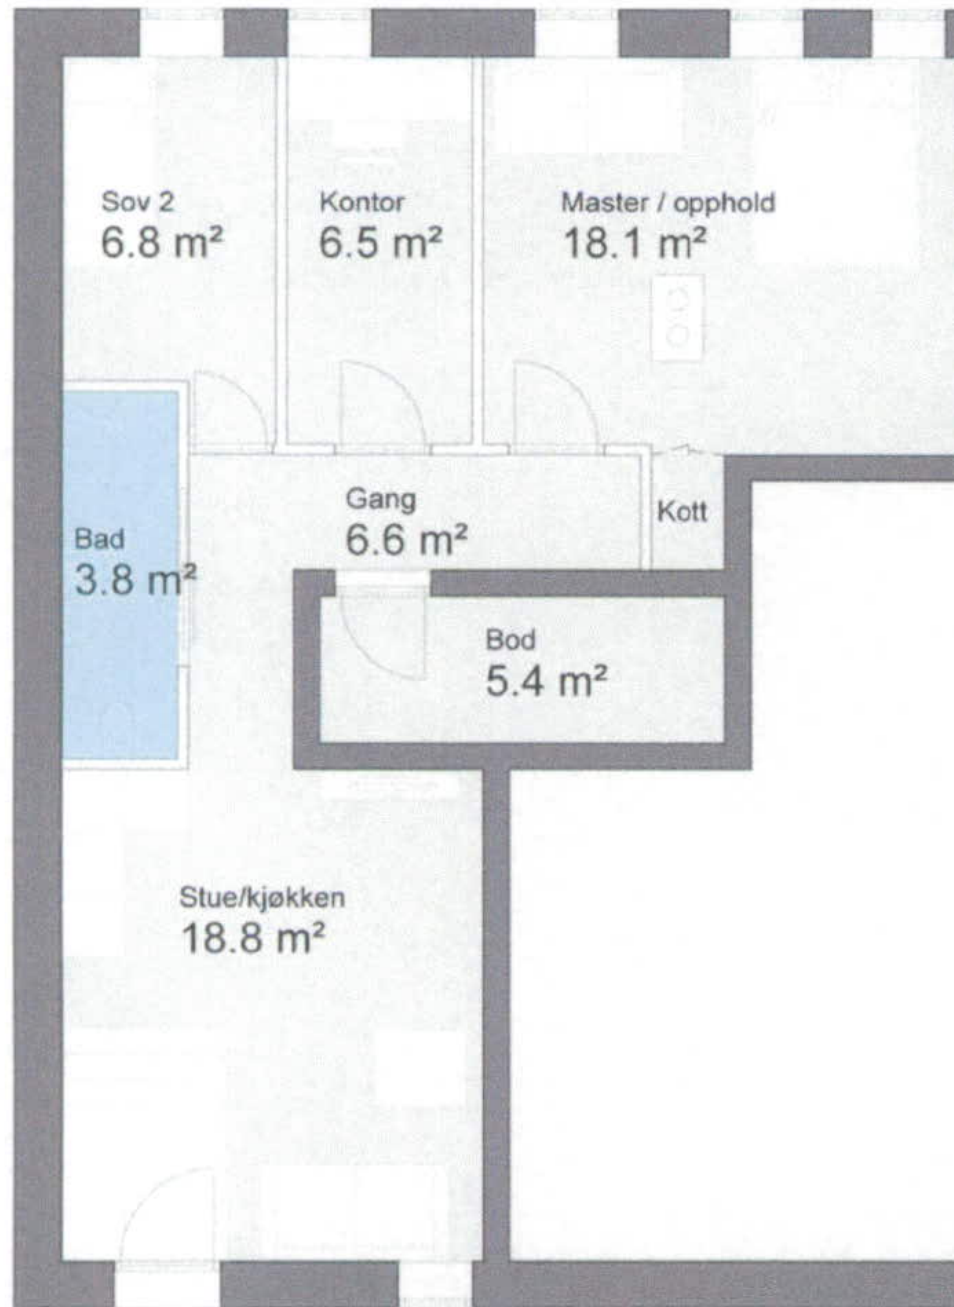 Sov 2
6.8 m²
Kontor
6.5 m²
Master / opphold
18.1 m²
Gang
6.6 m²
Kott
Bad
3.8 m²
Bod
5.4 m²
Stue/kjøkken
18.8 m²